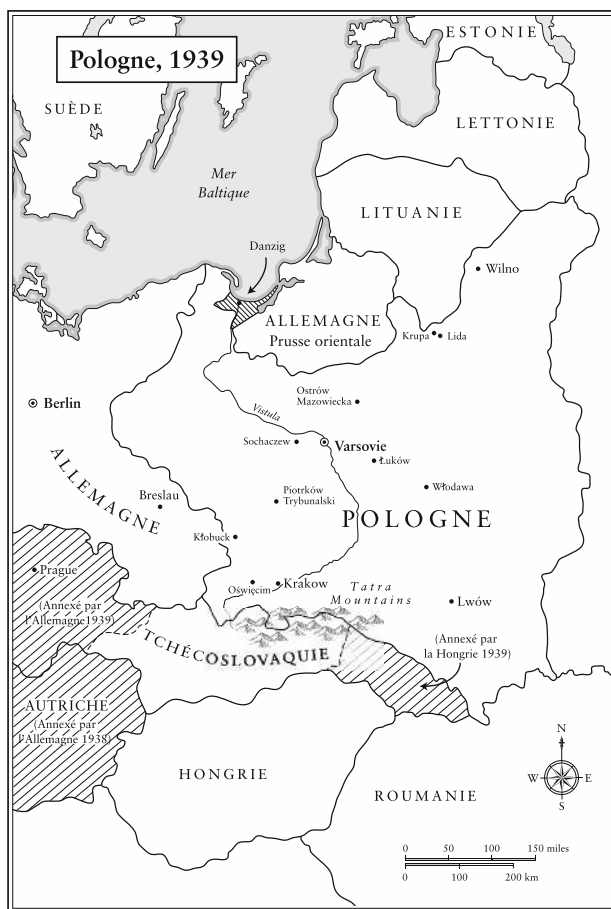 Pologne, 1939
ESTONIE
SUÈDE
LETTONIE
Mer
Baltique
LITUANIE
Danzig
Wilno
ALLEMAGNE
Prusse orientale
Krupa
Lida
Ostrów
Mazowiecka
Berlin
Vistula
Sochaczew
Varsovie
Łuków
ALLEMAGNE
Breslau
Piotrków
Trybunalski
Włodawa
POLOGNE
Kłobuck
Prague
Oświęcim
Krakow
Tatra
Mountains
Lwów
(Annexé par
l'Allemagne1939)
TCHÉCOSLOVAQUIE
(Annexé par
la Hongrie 1939)
AUTRICHE
(Annexé par
l'Allemagne 1938)
HONGRIE
ROUMANIE
N
W
E
S
0 50 100 150 miles
0 100 200 km